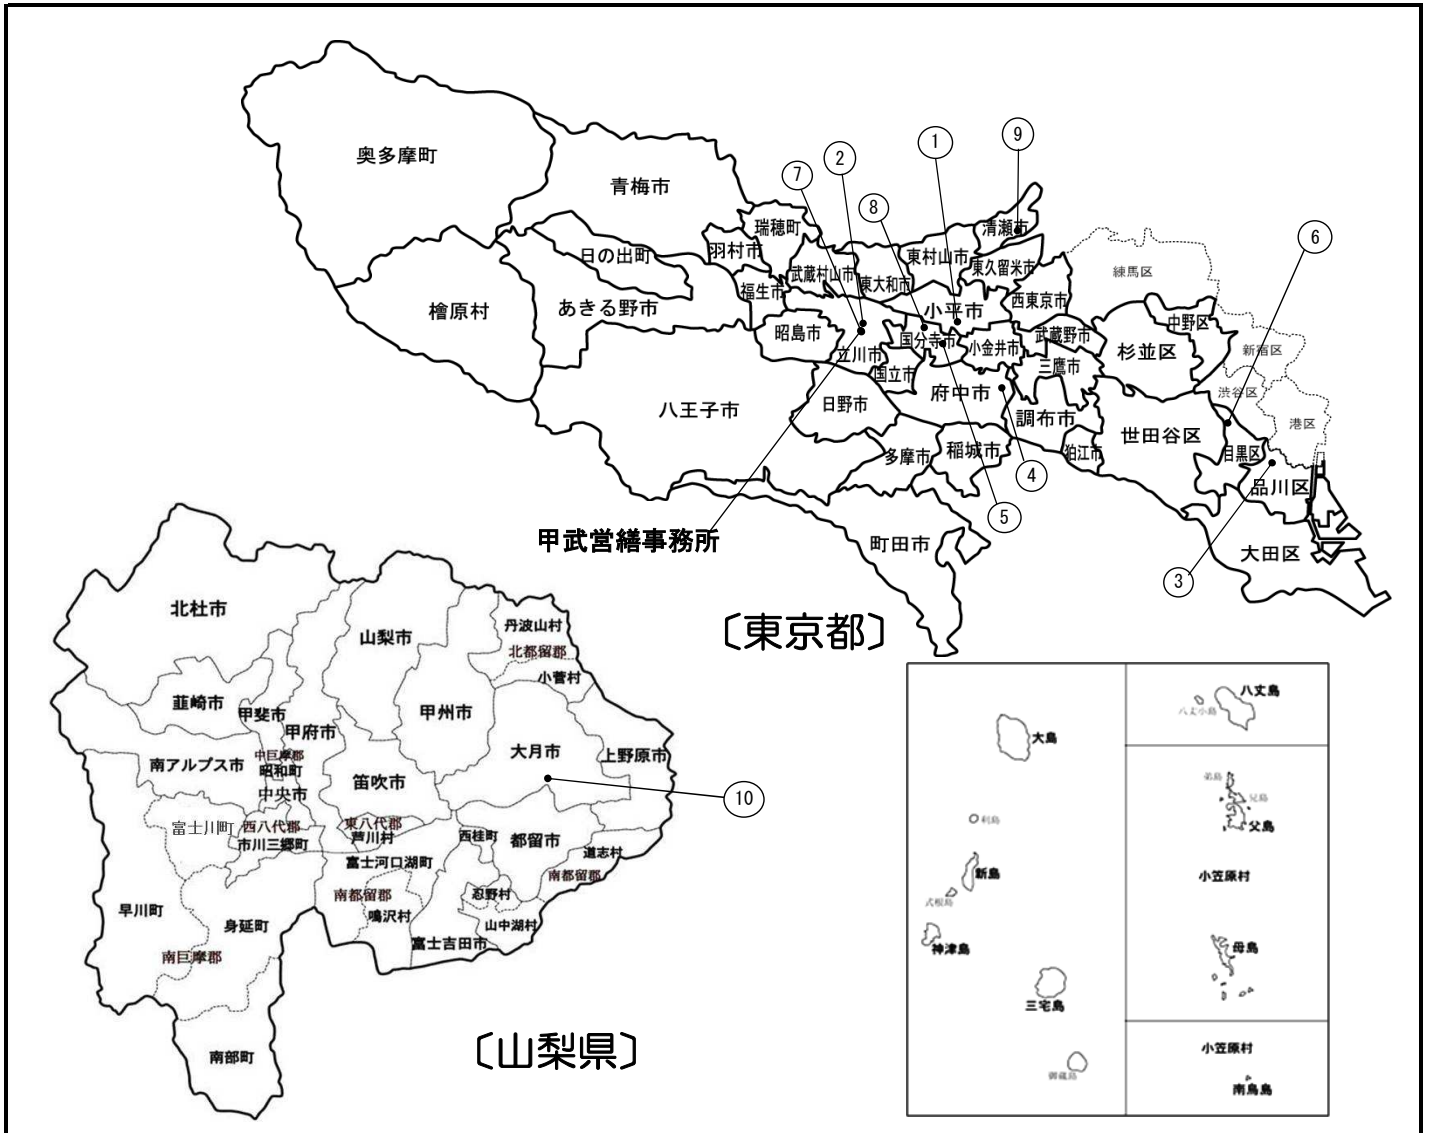 奥多摩町
青梅市
瑞穂町
羽村市
日の出町
檜原村
あきる野市
福生市
武蔵村山市
東大和市
東村山市
清瀬市
東久留米市
西東京市
小平市
昭島市
立川市
国分寺市
国立市
小金井市
武蔵野市
三鷹市
府中市
調布市
狛江市
八王子市
日野市
多摩市
稲城市
町田市
練馬区
中野区
杉並区
新宿区
渋谷区
港区
世田谷区
目黒区
品川区
大田区
①
②
③
④
⑤
⑥
⑦
⑧
⑨
甲武営繕事務所
〔東京都〕
北杜市
山梨市
丹波山村
北都留郡
小菅村
韮崎市
甲斐市
甲府市
甲州市
大月市
上野原市
南アルプス市
中巨摩郡
昭和町
中央市
笛吹市
富士川町
西八代郡
市川三郷町
東八代郡
芦川村
西桂町
都留市
道志村
南都留郡
富士河口湖町
南都留郡
鳴沢村
忍野村
山中湖村
富士吉田市
早川町
身延町
南巨摩郡
南部町
⑩
〔山梨県〕
大島
利島
新島
式根島
神津島
三宅島
御蔵島
八丈島
八丈小島
弟島
兄島
父島
小笠原村
母島
小笠原村
南鳥島